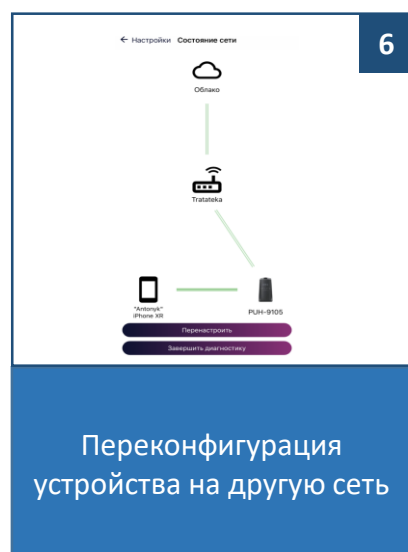 ← Настройки Состояние сети
6
Облако
Tratateka
"Antonyk"
iPhone XR
PUH-9105
Перенастроить
Завершить диагностику
Переконфигурация
устройства на другую сеть